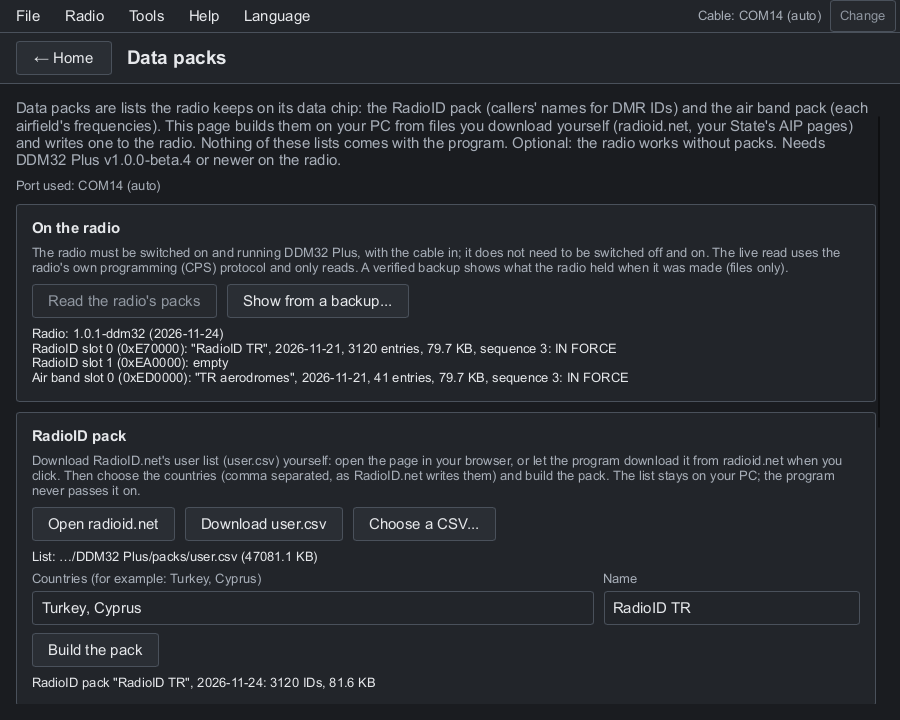 File Radio Tools Help Language Cable: COM14 (auto) Change
← Home Data packs
Data packs are lists the radio keeps on its data chip: the RadioID pack (callers' names for DMR IDs) and the air band pack (each
airfield's frequencies). This page builds them on your PC from files you download yourself (radioid.net, your State's AIP pages)
and writes one to the radio. Nothing of these lists comes with the program. Optional: the radio works without packs. Needs
DDM32 Plus v1.0.0-beta.4 or newer on the radio.
Port used: COM14 (auto)
On the radio
The radio must be switched on and running DDM32 Plus, with the cable in; it does not need to be switched off and on. The live read uses the
radio's own programming (CPS) protocol and only reads. A verified backup shows what the radio held when it was made (files only).
Read the radio's packs Show from a backup...
Radio: 1.0.1-ddm32 (2026-11-24)
RadioID slot 0 (0xE70000): "RadioID TR", 2026-11-21, 3120 entries, 79.7 KB, sequence 3: IN FORCE
RadioID slot 1 (0xEA0000): empty
Air band slot 0 (0xED0000): "TR aerodromes", 2026-11-21, 41 entries, 79.7 KB, sequence 3: IN FORCE
RadioID pack
Download RadioID.net's user list (user.csv) yourself: open the page in your browser, or let the program download it from radioid.net when you
click. Then choose the countries (comma separated, as RadioID.net writes them) and build the pack. The list stays on your PC; the program
never passes it on.
Open radioid.net Download user.csv Choose a CSV...
List: …/DDM32 Plus/packs/user.csv (47081.1 KB)
Countries (for example: Turkey, Cyprus) Name
Turkey, Cyprus RadioID TR
Build the pack
RadioID pack "RadioID TR", 2026-11-24: 3120 IDs, 81.6 KB